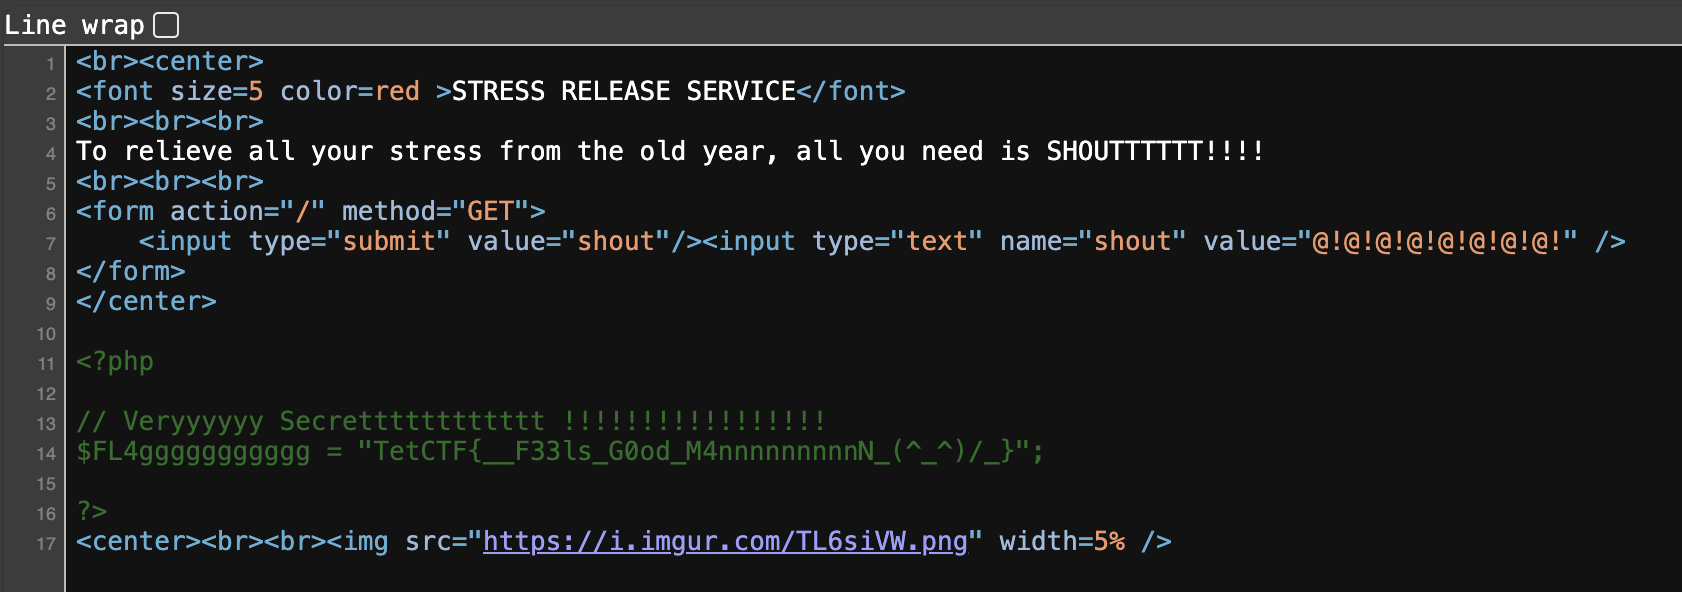 Line wrap
1 <br><center>
2 <font size=5 color=red >STRESS RELEASE SERVICE</font>
3 <br><br><br>
4 To relieve all your stress from the old year, all you need is SHOUTTTTTT!!!!
5 <br><br><br>
6 <form action="/" method="GET">
7     <input type="submit" value="shout"/><input type="text" name="shout" value="@!@!@!@!@!@!@!@!" />
8 </form>
9 </center>
10
11 <?php
12
13 // Veryyyyyy Secretttttttttttt !!!!!!!!!!!!!!!!!
14 $FL4ggggggggggg = "TetCTF{__F33ls_G0od_M4nnnnnnnnnN_(^_^)/_}";
15
16 ?>
17 <center><br><br><img src="https://i.imgur.com/TL6siVW.png" width=5% />